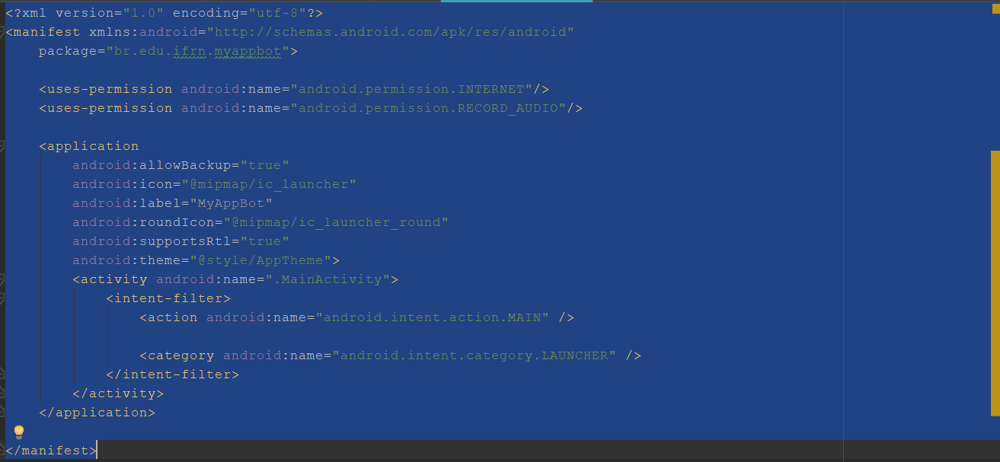 <?xml version="1.0" encoding="utf-8"?>
<manifest xmlns:android="http://schemas.android.com/apk/res/android"
    package="br.edu.ifrn.myappbot">

    <uses-permission android:name="android.permission.INTERNET"/>
    <uses-permission android:name="android.permission.RECORD_AUDIO"/>

    <application
        android:allowBackup="true"
        android:icon="@mipmap/ic_launcher"
        android:label="MyAppBot"
        android:roundIcon="@mipmap/ic_launcher_round"
        android:supportsRtl="true"
        android:theme="@style/AppTheme">
        <activity android:name=".MainActivity">
            <intent-filter>
                <action android:name="android.intent.action.MAIN" />

                <category android:name="android.intent.category.LAUNCHER" />
            </intent-filter>
        </activity>
    </application>

</manifest>